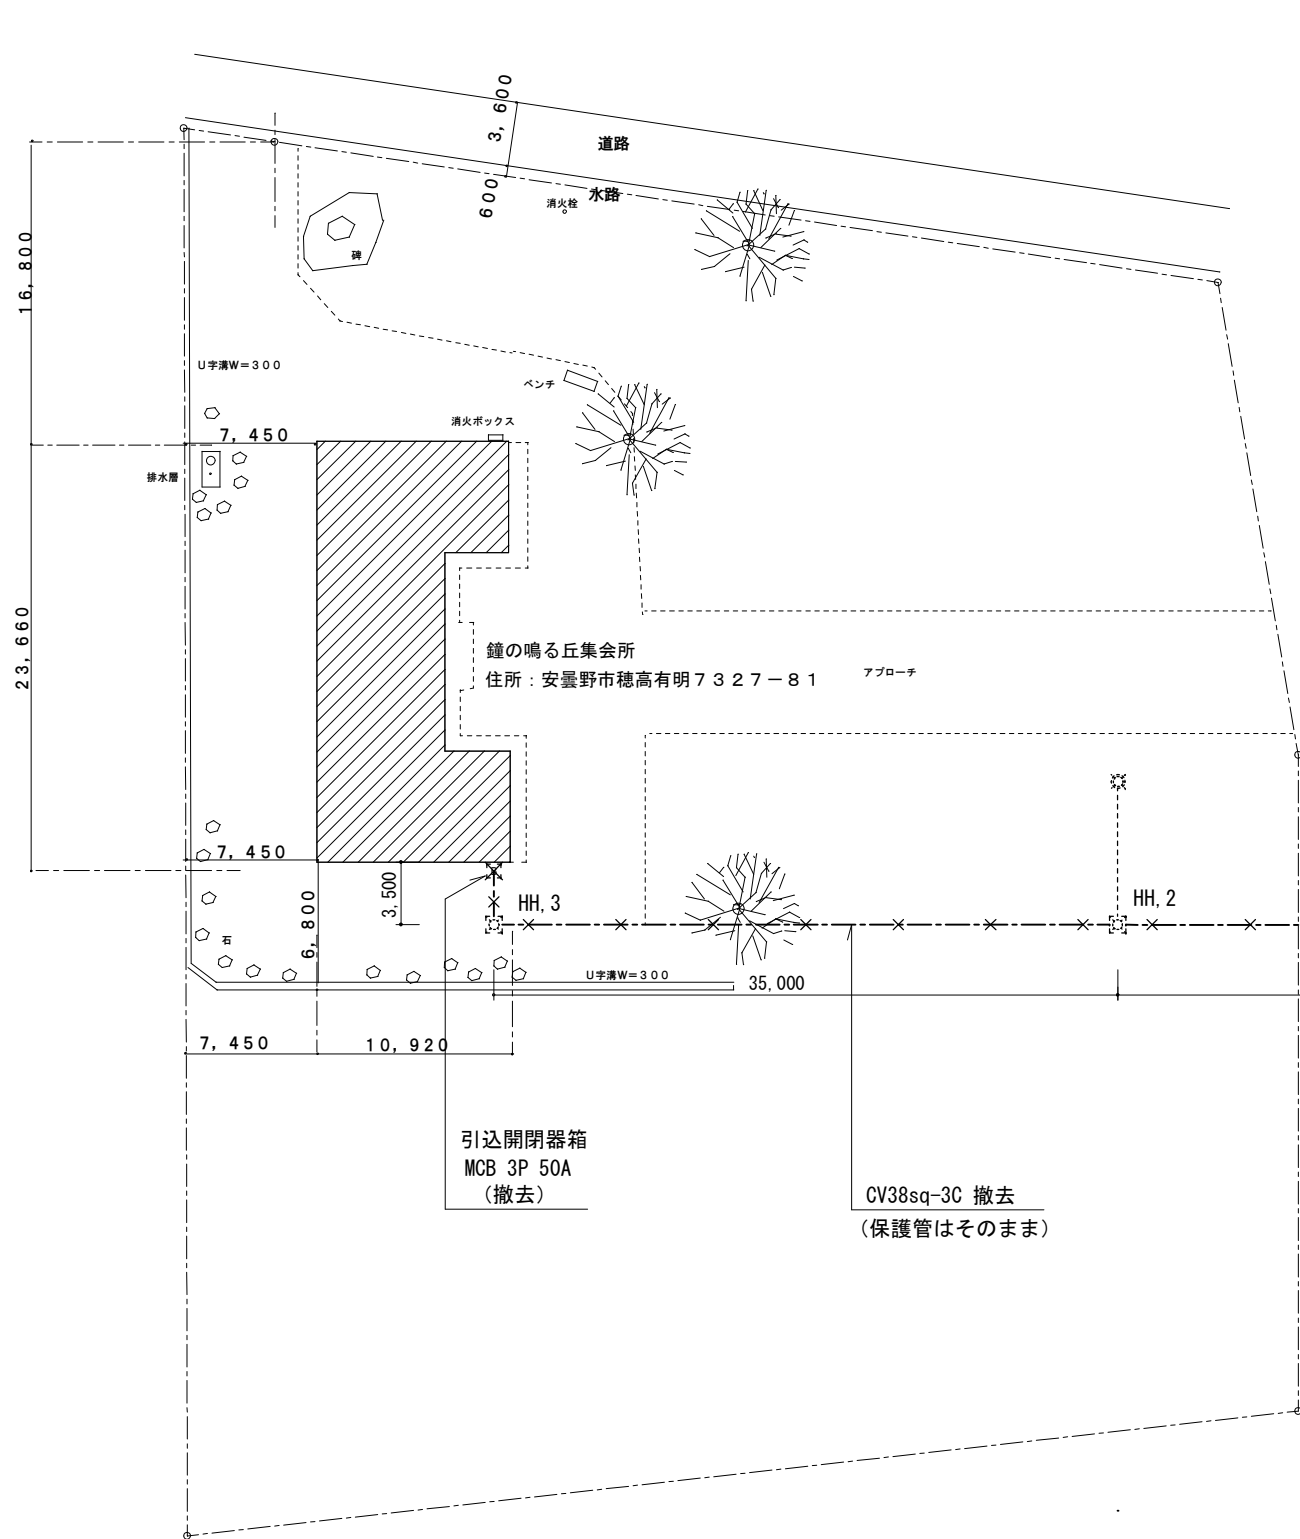 3,600
道路
600
水路
消火栓
碑
16,800
U字溝W=300
ベンチ
消火ボックス
7,450
排水層
23,660
鐘の鳴る丘集会所
住所:安曇野市穂高有明7327-81
アプローチ
7,450
3,500
6,800
HH,3
HH,2
石
U字溝W=300
35,000
7,450
10,920
引込開閉器箱
MCB 3P 50A
(撤去)
CV38sq-3C 撤去
(保護管はそのまま)